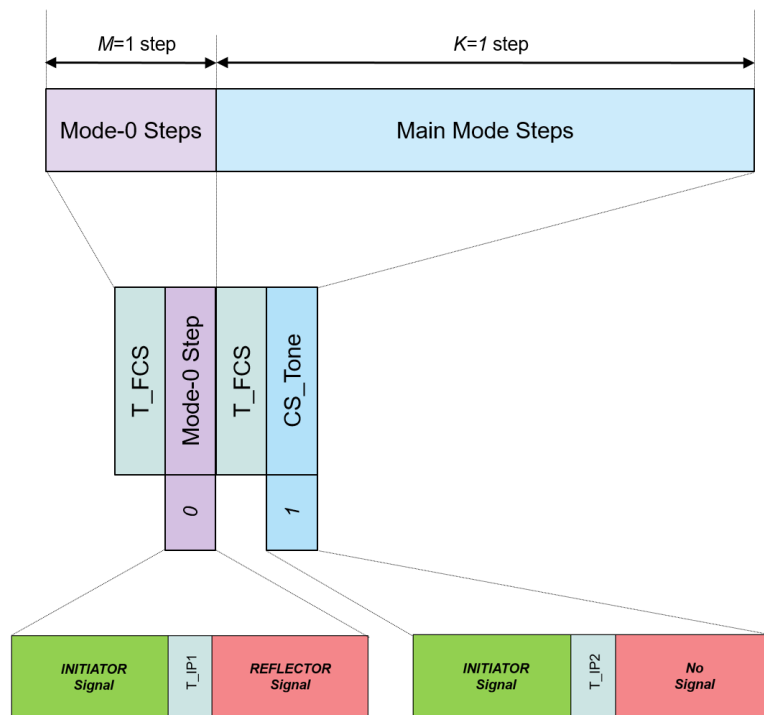 M=1 step
K=1 step
Mode-0 Steps
Main Mode Steps
T_FCS
Mode-0 Step
T_FCS
CS_Tone
0
1
INITIATOR
Signal
T_IP1
REFLECTOR
Signal
INITIATOR
Signal
T_IP2
No
Signal